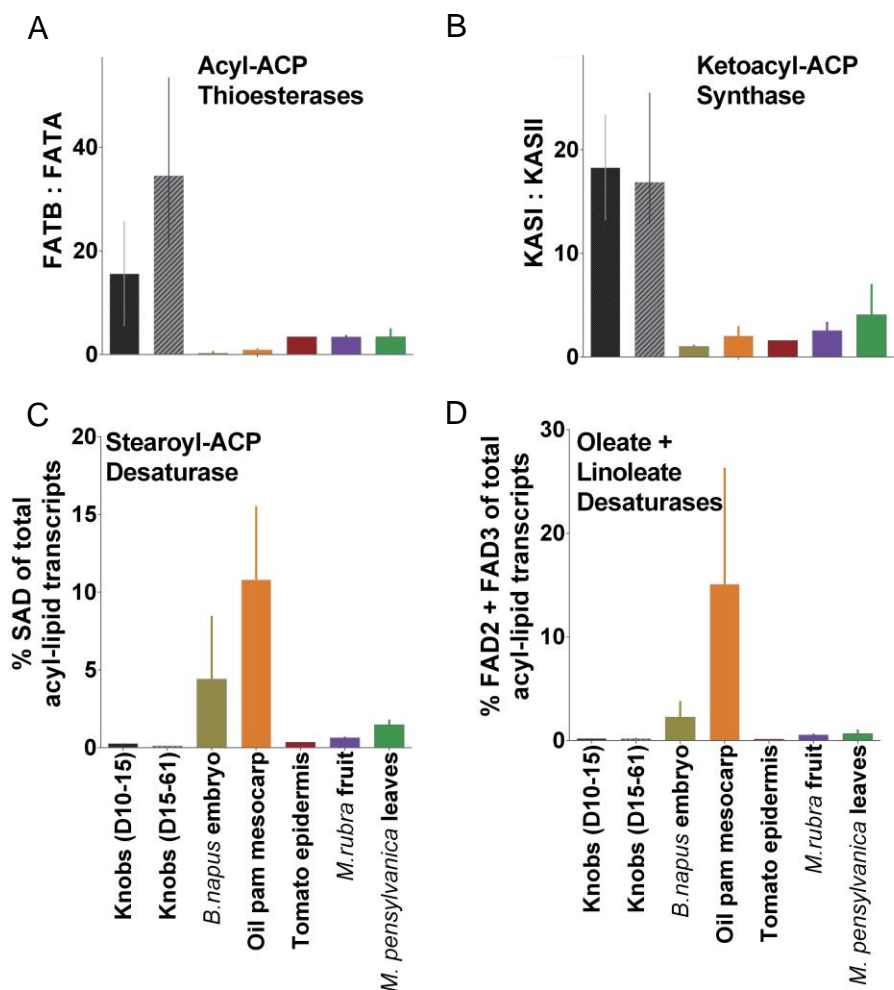 A
Acyl-ACP
Thioesterases
FATB : FATA
40
20
0
B
Ketoacyl-ACP
Synthase
KASI : KASII
20
10
0
C
Stearoyl-ACP
Desaturase
% SAD of total
acyl-lipid transcripts
20
15
10
5
0
Knobs (D10-15)
Knobs (D15-61)
B.napus embryo
Oil pam mesocarp
Tomato epidermis
M.rubra fruit
M. pensylvanica leaves
D
Oleate +
Linoleate
Desaturases
% FAD2 + FAD3 of total
acyl-lipid transcripts
30
20
10
0
Knobs (D10-15)
Knobs (D15-61)
B.napus embryo
Oil pam mesocarp
Tomato epidermis
M.rubra fruit
M. pensylvanica leaves